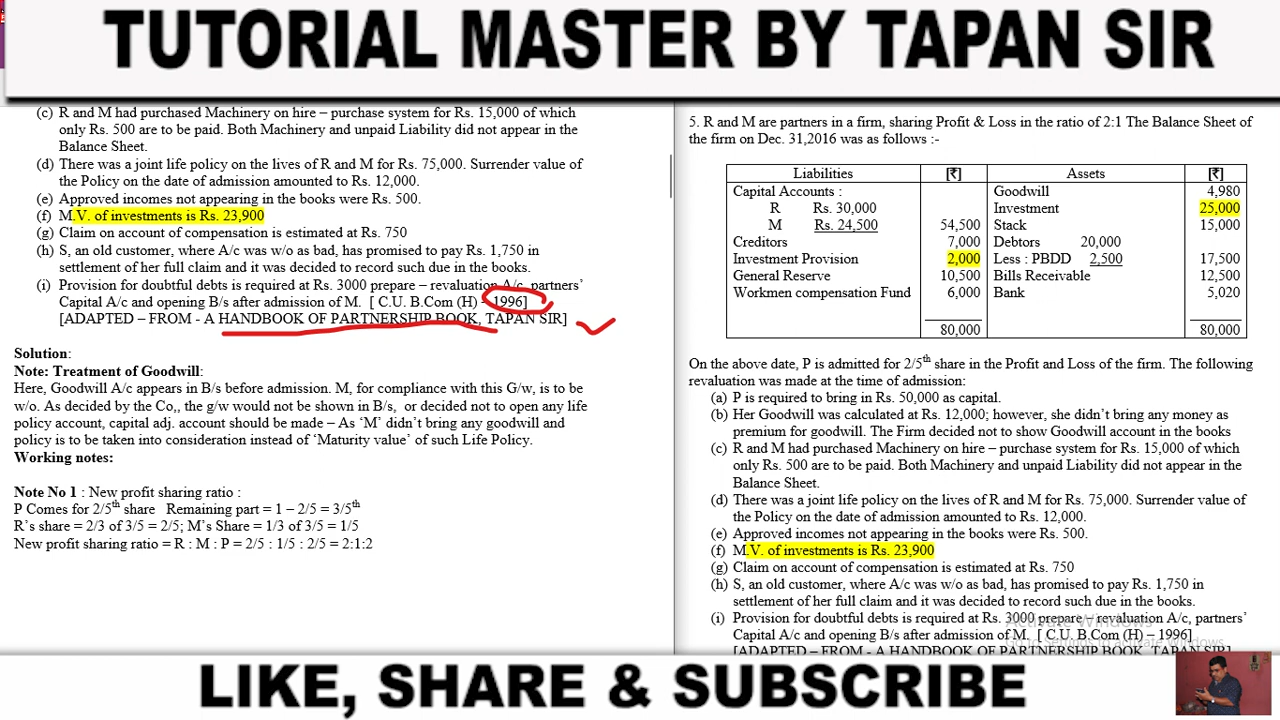 TUTORIAL MASTER BY TAPAN SIR
(c) R and M had purchased Machinery on hire – purchase system for Rs. 15,000 of which
only Rs. 500 are to be paid. Both Machinery and unpaid Liability did not appear in the
Balance Sheet.
(d) There was a joint life policy on the lives of R and M for Rs. 75,000. Surrender value of
the Policy on the date of admission amounted to Rs. 12,000.
(e) Approved incomes not appearing in the books were Rs. 500.
(f) M.V. of investments is Rs. 23,900
(g) Claim on account of compensation is estimated at Rs. 750
(h) S, an old customer, where A/c was w/o as bad, has promised to pay Rs. 1,750 in
settlement of her full claim and it was decided to record such due in the books.
(i) Provision for doubtful debts is required at Rs. 3000 prepare – revaluation A/c, partners’
Capital A/c and opening B/s after admission of M. [ C.U. B.Com (H) – 1996]
[ADAPTED – FROM - A HANDBOOK OF PARTNERSHIP BOOK, TAPAN SIR]
Solution:
Note: Treatment of Goodwill:
Here, Goodwill A/c appears in B/s before admission. M, for compliance with this G/w, is to be
w/o. As decided by the Co,, the g/w would not be shown in B/s, or decided not to open any life
policy account, capital adj. account should be made – As ‘M’ didn’t bring any goodwill and
policy is to be taken into consideration instead of ‘Maturity value’ of such Life Policy.
Working notes:
Note No 1 : New profit sharing ratio :
P Comes for 2/5th share Remaining part = 1 – 2/5 = 3/5th
R’s share = 2/3 of 3/5 = 2/5; M’s Share = 1/3 of 3/5 = 1/5
New profit sharing ratio = R : M : P = 2/5 : 1/5 : 2/5 = 2:1:2
5. R and M are partners in a firm, sharing Profit & Loss in the ratio of 2:1 The Balance Sheet of
the firm on Dec. 31,2016 was as follows :-
Liabilities [₹] Assets [₹]
Capital Accounts : Goodwill 4,980
R Rs. 30,000 Investment 25,000
M Rs. 24,500 54,500 Stack 15,000
Creditors 7,000 Debtors 20,000
Investment Provision 2,000 Less : PBDD 2,500 17,500
General Reserve 10,500 Bills Receivable 12,500
Workmen compensation Fund 6,000 Bank 5,020
80,000 80,000
On the above date, P is admitted for 2/5th share in the Profit and Loss of the firm. The following
revaluation was made at the time of admission:
(a) P is required to bring in Rs. 50,000 as capital.
(b) Her Goodwill was calculated at Rs. 12,000; however, she didn’t bring any money as
premium for goodwill. The Firm decided not to show Goodwill account in the books
(c) R and M had purchased Machinery on hire – purchase system for Rs. 15,000 of which
only Rs. 500 are to be paid. Both Machinery and unpaid Liability did not appear in the
Balance Sheet.
(d) There was a joint life policy on the lives of R and M for Rs. 75,000. Surrender value of
the Policy on the date of admission amounted to Rs. 12,000.
(e) Approved incomes not appearing in the books were Rs. 500.
(f) M.V. of investments is Rs. 23,900
(g) Claim on account of compensation is estimated at Rs. 750
(h) S, an old customer, where A/c was w/o as bad, has promised to pay Rs. 1,750 in
settlement of her full claim and it was decided to record such due in the books.
(i) Provision for doubtful debts is required at Rs. 3000 prepare – revaluation A/c, partners’
Capital A/c and opening B/s after admission of M. [ C.U. B.Com (H) – 1996]
[ADAPTED – FROM - A HANDBOOK OF PARTNERSHIP BOOK, TAPAN SIR]
Activate Windows
Go to Settings to activate Windows.
LIKE, SHARE & SUBSCRIBE